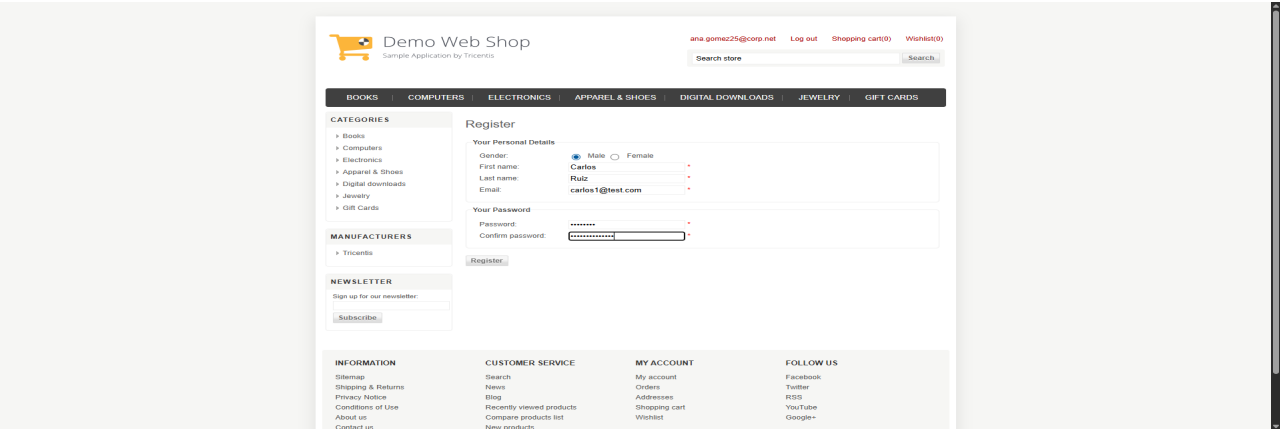 Demo Web Shop
Sample Application by Tricentis
ana.gomez25@corp.net Log out Shopping cart(0) Wishlist(0)
Search store Search
BOOKS COMPUTERS ELECTRONICS APPAREL & SHOES DIGITAL DOWNLOADS JEWELRY GIFT CARDS
CATEGORIES
Books
Computers
Electronics
Apparel & Shoes
Digital downloads
Jewelry
Gift Cards
MANUFACTURERS
Tricentis
NEWSLETTER
Sign up for our newsletter:
Subscribe
Register
Your Personal Details
Gender: Male Female
First name: Carlos *
Last name: Ruiz *
Email: carlos1@test.com *
Your Password
Password: •••••••• *
Confirm password: •••••••••••••• *
Register
INFORMATION
Sitemap
Shipping & Returns
Privacy Notice
Conditions of Use
About us
Contact us
CUSTOMER SERVICE
Search
News
Blog
Recently viewed products
Compare products list
New products
MY ACCOUNT
My account
Orders
Addresses
Shopping cart
Wishlist
FOLLOW US
Facebook
Twitter
RSS
YouTube
Google+